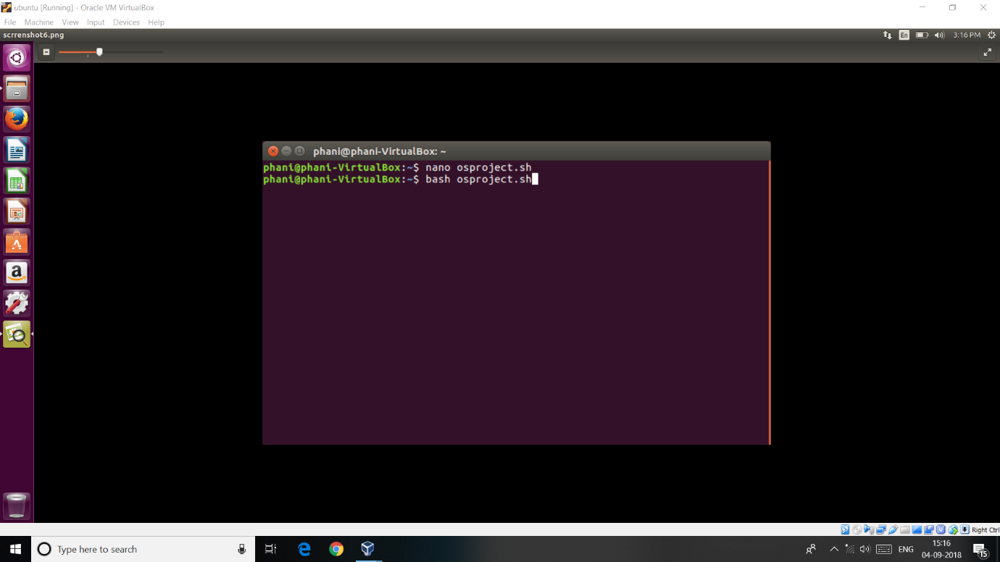 ubuntu [Running] - Oracle VM VirtualBox
File Machine View Input Devices Help
scrrenshot6.png
En
3:16 PM
phani@phani-VirtualBox: ~
phani@phani-VirtualBox:~$ nano osproject.sh
phani@phani-VirtualBox:~$ bash osproject.sh
a
Right Ctrl
Type here to search
ENG
15:16
04-09-2018
15